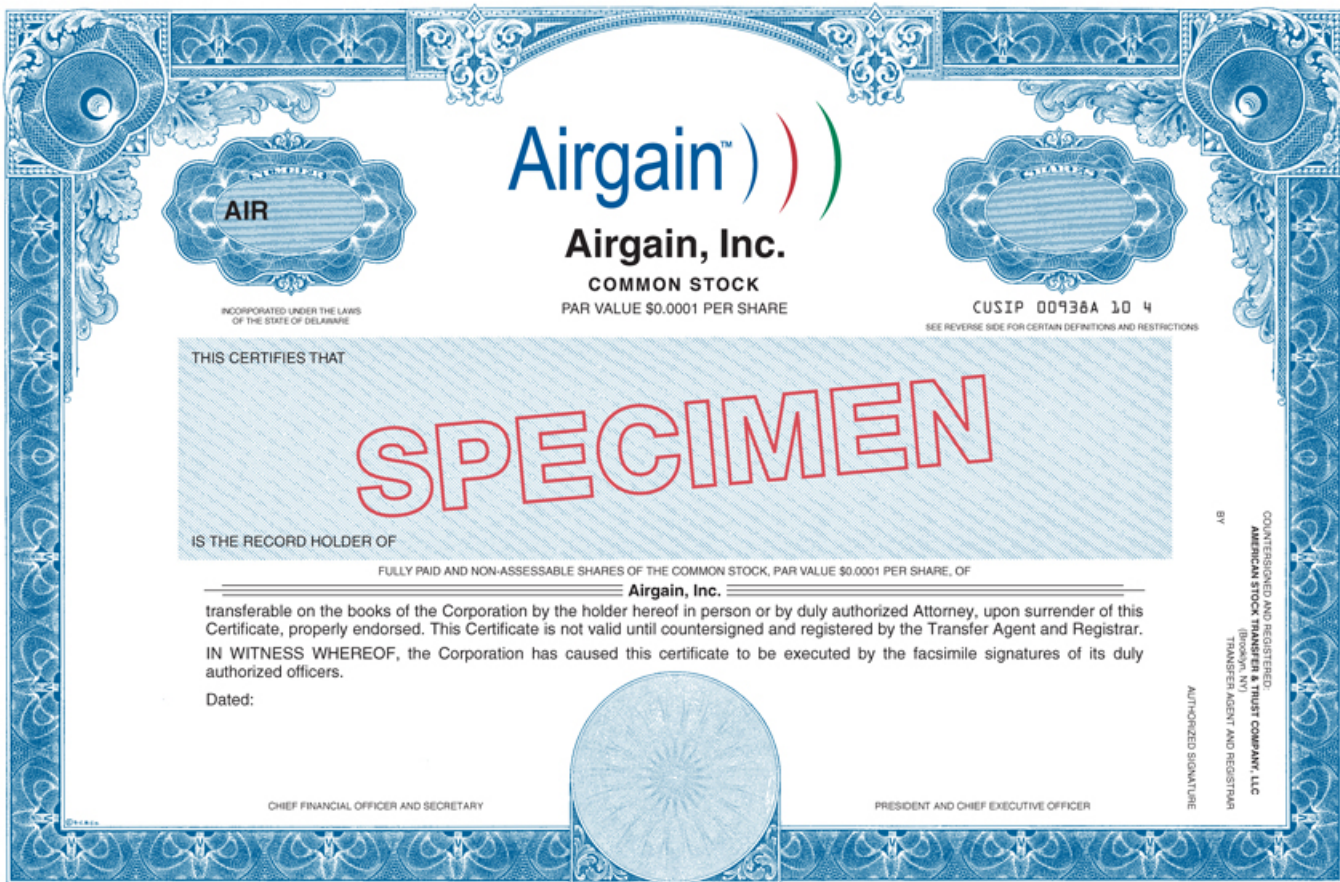 NUMBER
AIR
Airgain™
Airgain, Inc.
COMMON STOCK
PAR VALUE $0.0001 PER SHARE
SHARES
INCORPORATED UNDER THE LAWS
OF THE STATE OF DELAWARE
CUSIP 00938A 10 4
SEE REVERSE SIDE FOR CERTAIN DEFINITIONS AND RESTRICTIONS
THIS CERTIFIES THAT
SPECIMEN
IS THE RECORD HOLDER OF
FULLY PAID AND NON-ASSESSABLE SHARES OF THE COMMON STOCK, PAR VALUE $0.0001 PER SHARE, OF
Airgain, Inc.
transferable on the books of the Corporation by the holder hereof in person or by duly authorized Attorney, upon surrender of this
Certificate, properly endorsed. This Certificate is not valid until countersigned and registered by the Transfer Agent and Registrar.
IN WITNESS WHEREOF, the Corporation has caused this certificate to be executed by the facsimile signatures of its duly
authorized officers.
Dated:
CHIEF FINANCIAL OFFICER AND SECRETARY
PRESIDENT AND CHIEF EXECUTIVE OFFICER
COUNTERSIGNED AND REGISTERED:
AMERICAN STOCK TRANSFER & TRUST COMPANY, LLC
(Brooklyn, NY)
TRANSFER AGENT AND REGISTRAR
BY
AUTHORIZED SIGNATURE